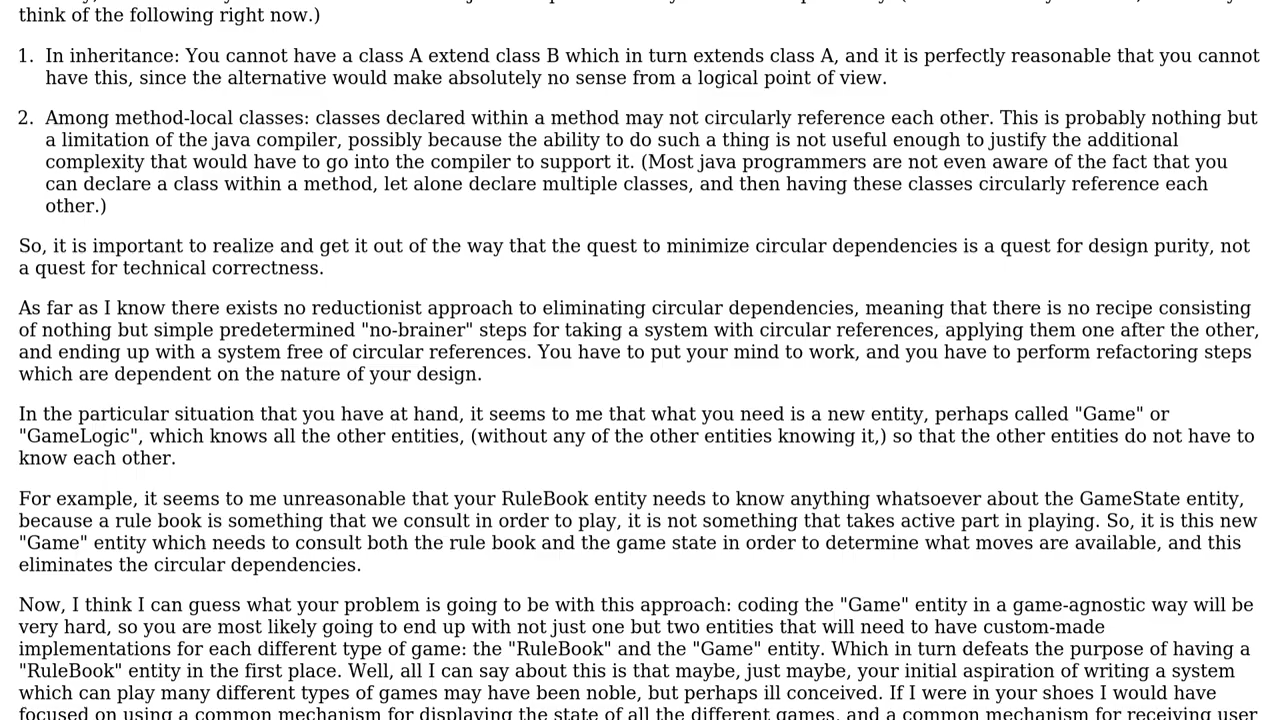 think of the following right now.)
1. In inheritance: You cannot have a class A extend class B which in turn extends class A, and it is perfectly reasonable that you cannot
have this, since the alternative would make absolutely no sense from a logical point of view.
2. Among method-local classes: classes declared within a method may not circularly reference each other. This is probably nothing but
a limitation of the java compiler, possibly because the ability to do such a thing is not useful enough to justify the additional
complexity that would have to go into the compiler to support it. (Most java programmers are not even aware of the fact that you
can declare a class within a method, let alone declare multiple classes, and then having these classes circularly reference each
other.)
So, it is important to realize and get it out of the way that the quest to minimize circular dependencies is a quest for design purity, not
a quest for technical correctness.
As far as I know there exists no reductionist approach to eliminating circular dependencies, meaning that there is no recipe consisting
of nothing but simple predetermined "no-brainer" steps for taking a system with circular references, applying them one after the other,
and ending up with a system free of circular references. You have to put your mind to work, and you have to perform refactoring steps
which are dependent on the nature of your design.
In the particular situation that you have at hand, it seems to me that what you need is a new entity, perhaps called "Game" or
"GameLogic", which knows all the other entities, (without any of the other entities knowing it,) so that the other entities do not have to
know each other.
For example, it seems to me unreasonable that your RuleBook entity needs to know anything whatsoever about the GameState entity,
because a rule book is something that we consult in order to play, it is not something that takes active part in playing. So, it is this new
"Game" entity which needs to consult both the rule book and the game state in order to determine what moves are available, and this
eliminates the circular dependencies.
Now, I think I can guess what your problem is going to be with this approach: coding the "Game" entity in a game-agnostic way will be
very hard, so you are most likely going to end up with not just one but two entities that will need to have custom-made
implementations for each different type of game: the "RuleBook" and the "Game" entity. Which in turn defeats the purpose of having a
"RuleBook" entity in the first place. Well, all I can say about this is that maybe, just maybe, your initial aspiration of writing a system
which can play many different types of games may have been noble, but perhaps ill conceived. If I were in your shoes I would have
focused on using a common mechanism for displaying the state of all the different games, and a common mechanism for receiving user